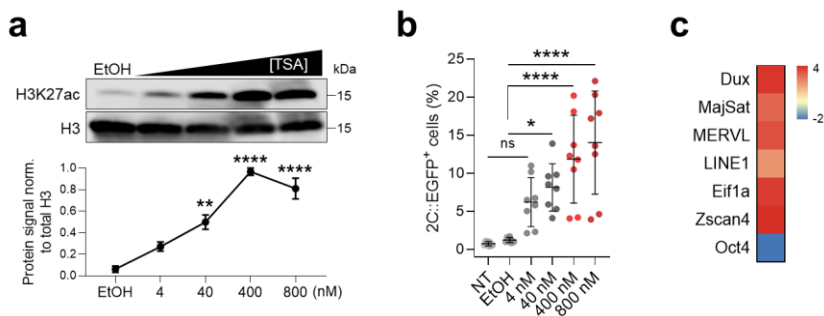 a
EtOH
[TSA]
kDa
H3K27ac
15
H3
15
Protein signal norm.
to total H3
1.0
0.8
0.6
0.4
0.2
0.0
**
****
****
EtOH 4 40 400 800 (nM)
b
2C::EGFP+ cells (%)
25
20
15
10
5
0
****
****
*
ns
NT
EtOH
4 nM
40 nM
400 nM
800 nM
c
Dux
MajSat
MERVL
LINE1
Eif1a
Zscan4
Oct4
4
-2